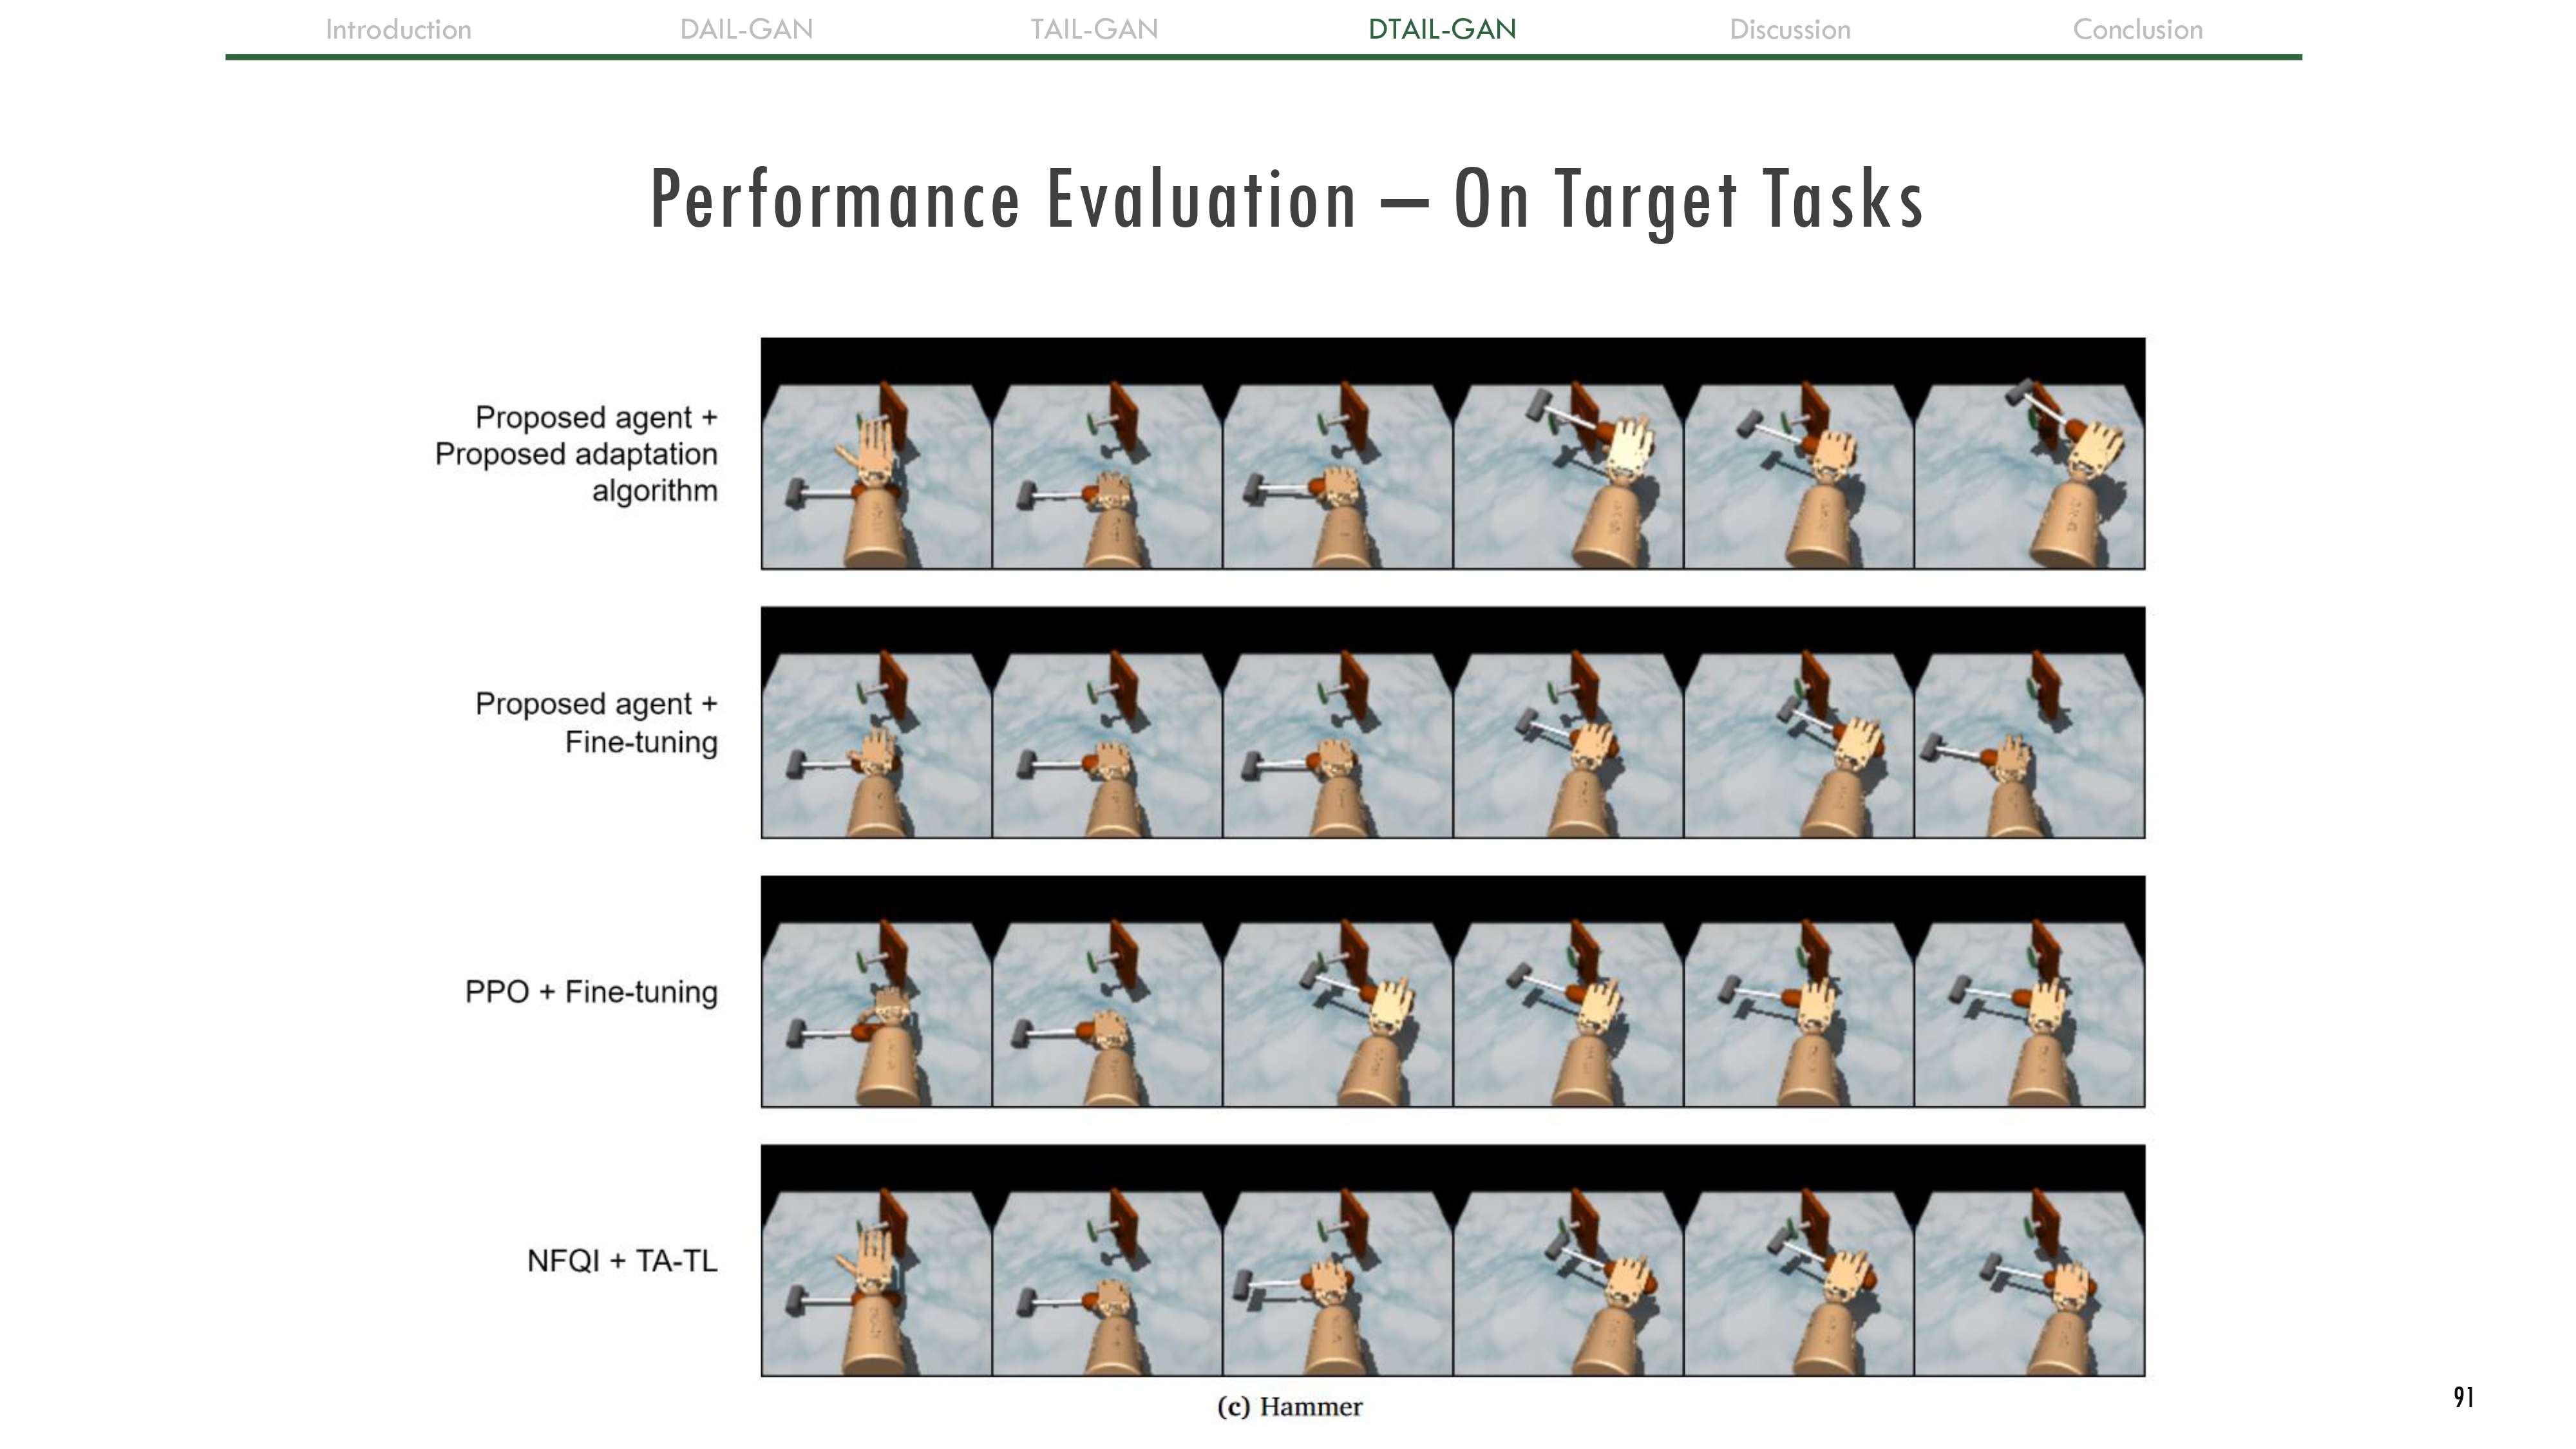 Introduction DAIL-GAN TAIL-GAN DTAIL-GAN Discussion Conclusion
Performance Evaluation – On Target Tasks
Proposed agent +
Proposed adaptation
algorithm
Proposed agent +
Fine-tuning
PPO + Fine-tuning
NFQI + TA-TL
(c) Hammer
91